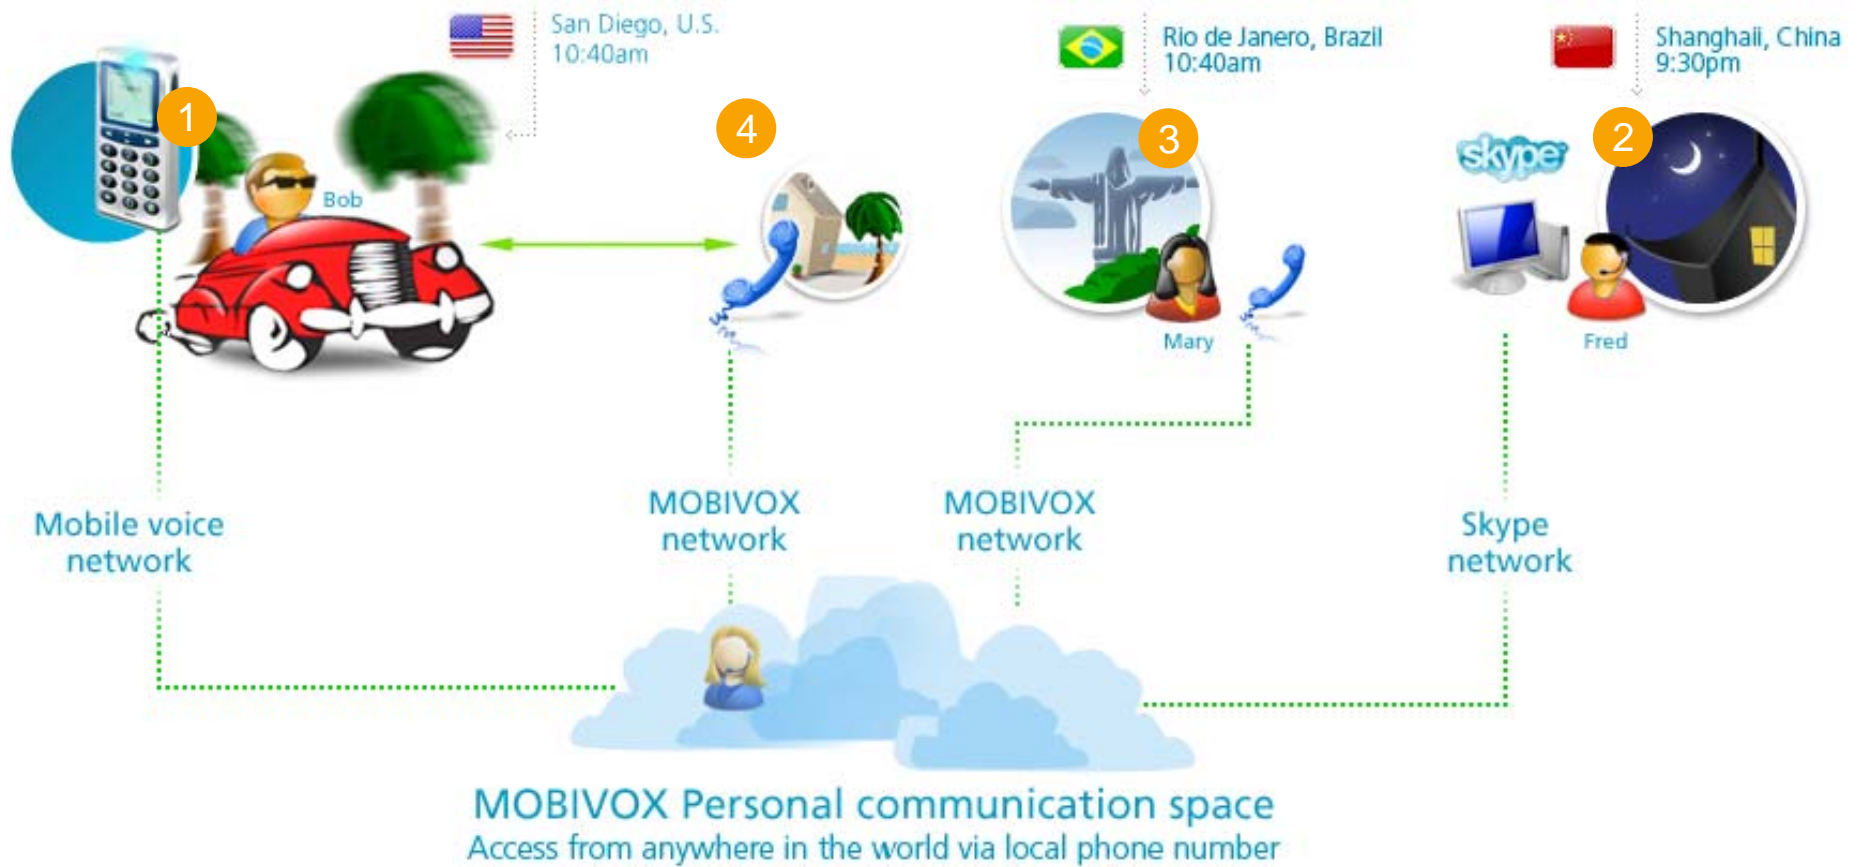 San Diego, U.S.
10:40am
Rio de Janero, Brazil
10:40am
Shanghaii, China
9:30pm
1
4
3
skype
2
Bob
Mary
Fred
Mobile voice
network
MOBIVOX
network
MOBIVOX
network
Skype
network
MOBIVOX Personal communication space
Access from anywhere in the world via local phone number